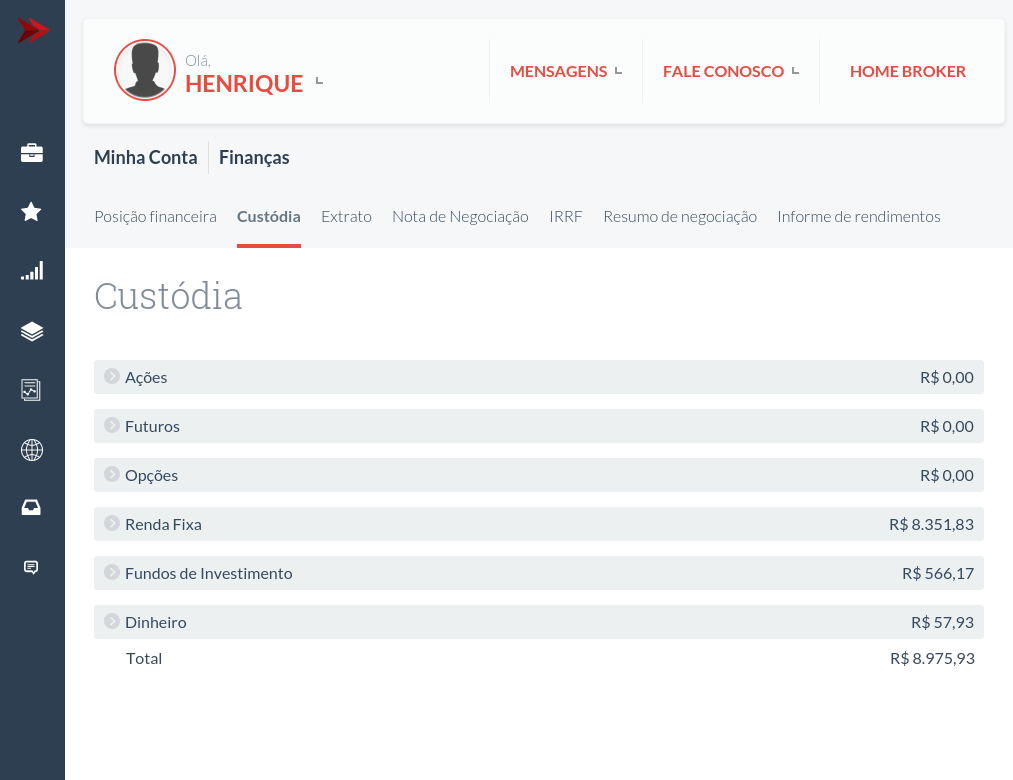 Olá,
HENRIQUE
MENSAGENS
FALE CONOSCO
HOME BROKER
Minha Conta
Finanças
Posição financeira
Custódia
Extrato
Nota de Negociação
IRRF
Resumo de negociação
Informe de rendimentos
Custódia
Ações R$ 0,00
Futuros R$ 0,00
Opções R$ 0,00
Renda Fixa R$ 8.351,83
Fundos de Investimento R$ 566,17
Dinheiro R$ 57,93
Total R$ 8.975,93